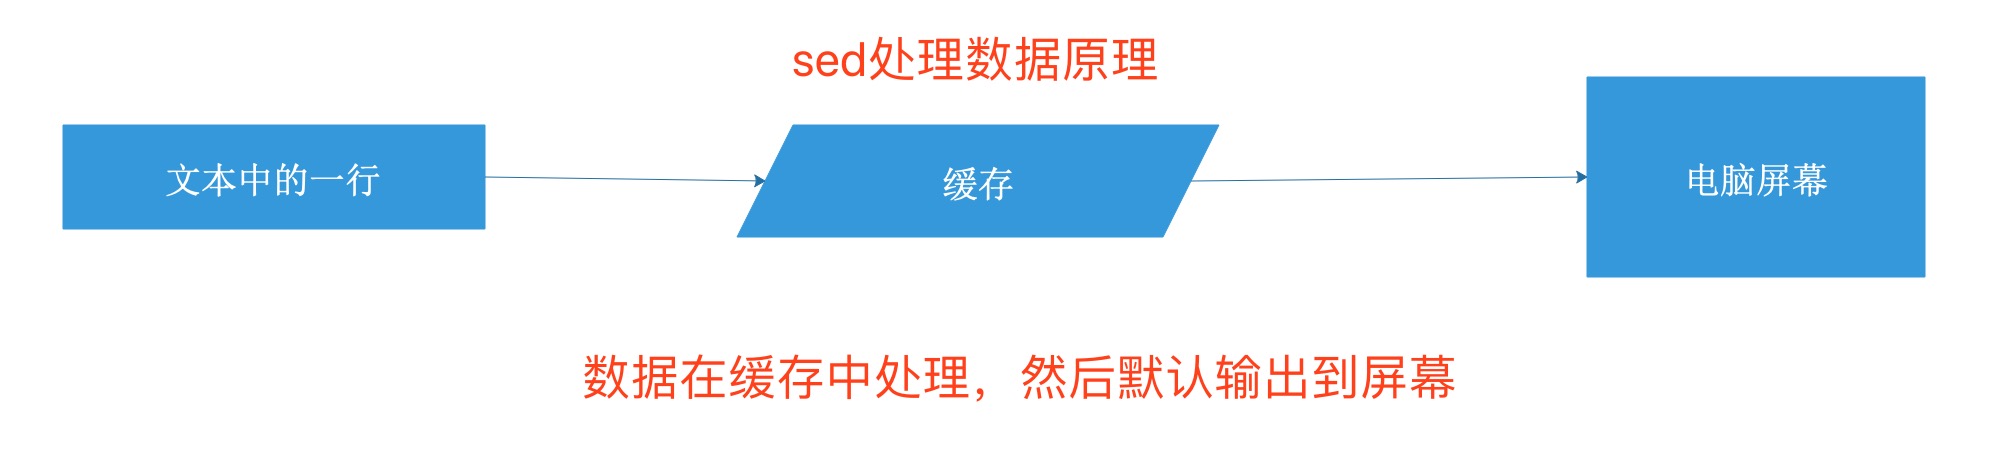 sed处理数据原理
文本中的一行
缓存
电脑屏幕
数据在缓存中处理，然后默认输出到屏幕